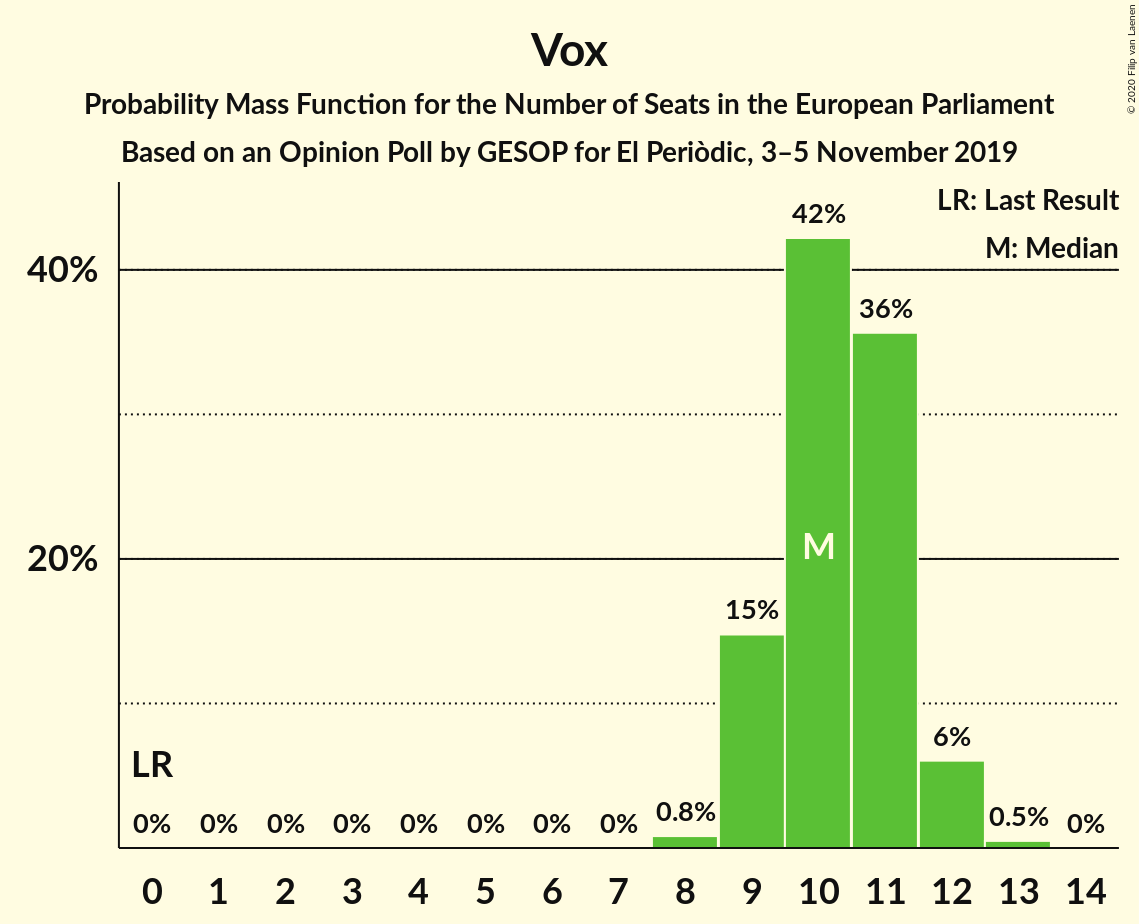 Vox
Probability Mass Function for the Number of Seats in the European Parliament
Based on an Opinion Poll by GESOP for El Periòdic, 3–5 November 2019
© 2020 Filip van Laenen
LR: Last Result
M: Median
42%
40%
36%
M
20%
15%
6%
LR
0% 0% 0% 0% 0% 0% 0% 0% 0.8% 0.5% 0%
0 1 2 3 4 5 6 7 8 9 10 11 12 13 14